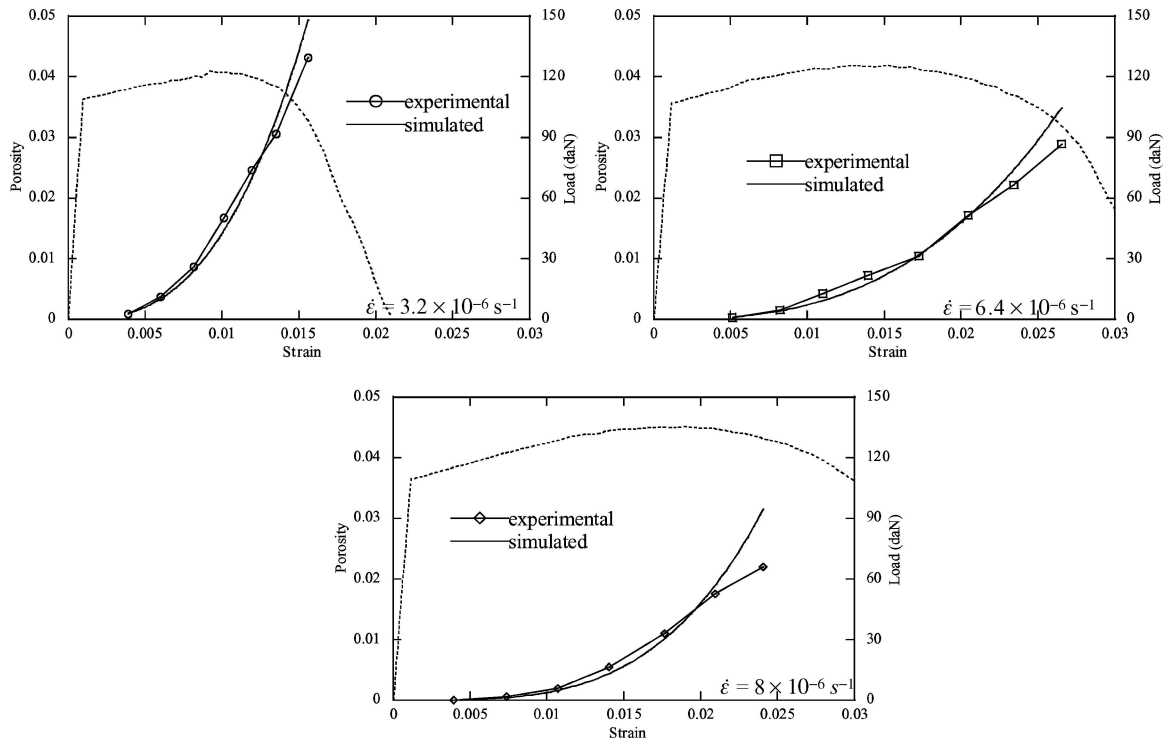 0.05
0.04
0.03
0.02
0.01
0
Porosity
150
120
90
60
30
0
Load (daN)
experimental
simulated
ε̇ = 3.2 × 10⁻⁶ s⁻¹
0 0.005 0.01 0.015 0.02 0.025 0.03
Strain
0.05
0.04
0.03
0.02
0.01
0
Porosity
150
120
90
60
30
0
Load (daN)
experimental
simulated
ε̇ = 6.4 × 10⁻⁶ s⁻¹
0 0.005 0.01 0.015 0.02 0.025 0.03
Strain
0.05
0.04
0.03
0.02
0.01
0
Porosity
150
120
90
60
30
0
Load (daN)
experimental
simulated
ε̇ = 8 × 10⁻⁶ s⁻¹
0 0.005 0.01 0.015 0.02 0.025 0.03
Strain